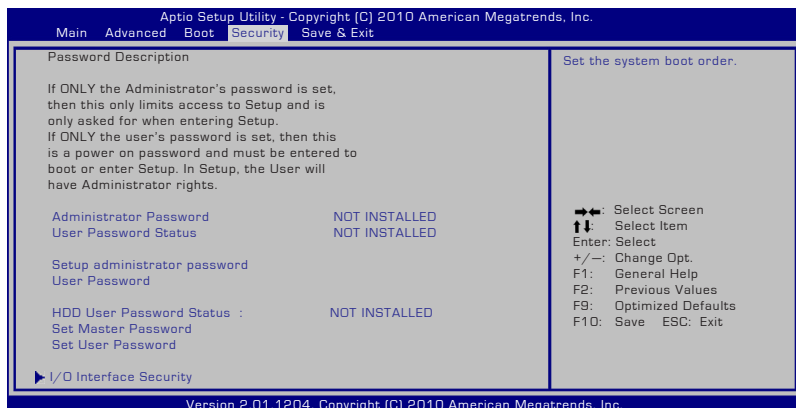 Aptio Setup Utility - Copyright (C) 2010 American Megatrends, Inc.
Main Advanced Boot Security Save & Exit
Password Description
If ONLY the Administrator's password is set,
then this only limits access to Setup and is
only asked for when entering Setup.
If ONLY the user's password is set, then this
is a power on password and must be entered to
boot or enter Setup. In Setup, the User will
have Administrator rights.
Administrator Password NOT INSTALLED
User Password Status NOT INSTALLED
Setup administrator password
User Password
HDD User Password Status : NOT INSTALLED
Set Master Password
Set User Password
I/O Interface Security
Set the system boot order.
→←: Select Screen
↑↓: Select Item
Enter: Select
+/—: Change Opt.
F1: General Help
F2: Previous Values
F9: Optimized Defaults
F10: Save ESC: Exit
Version 2.01.1204. Copyright (C) 2010 American Megatrends, Inc.